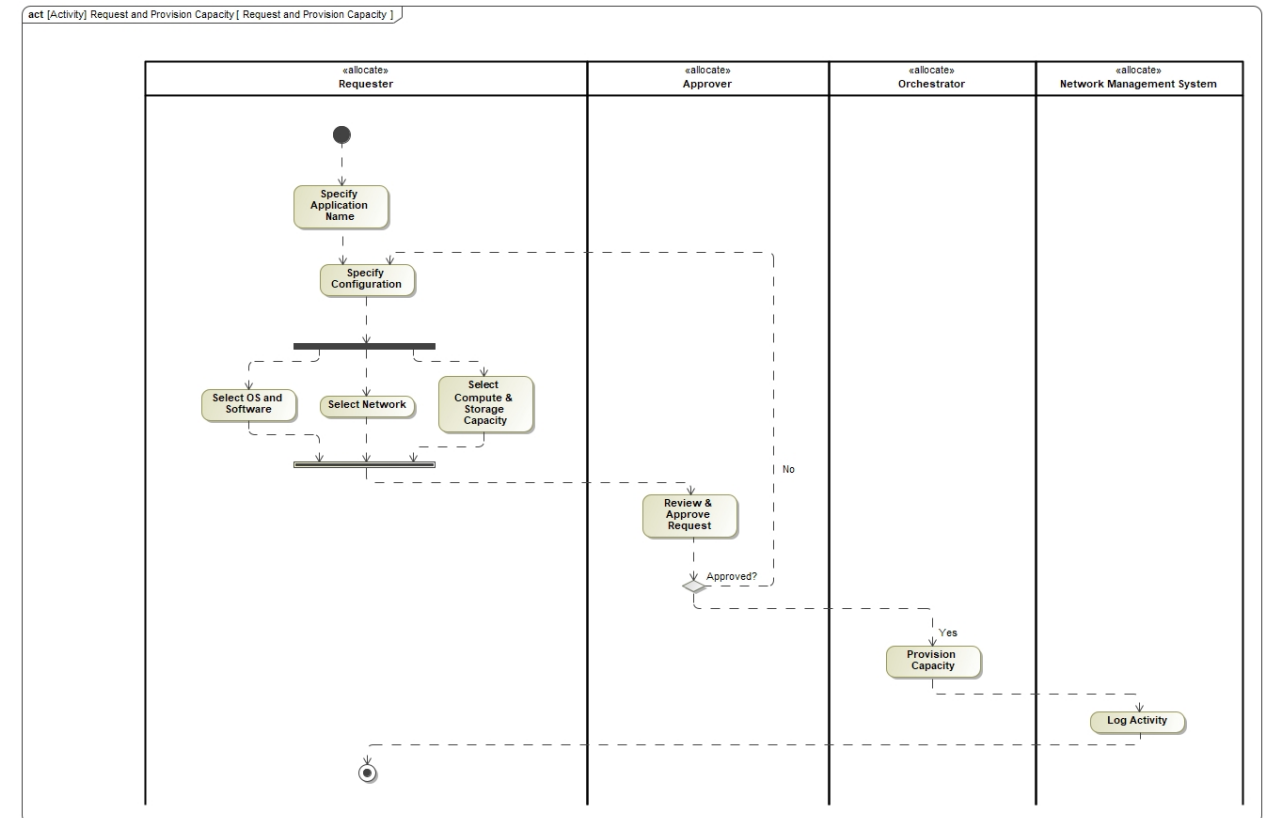 act [Activity] Request and Provision Capacity [ Request and Provision Capacity ]
«allocate»
Requester
«allocate»
Approver
«allocate»
Orchestrator
«allocate»
Network Management System
Specify
Application
Name
Specify
Configuration
Select OS and
Software
Select Network
Select
Compute &
Storage
Capacity
No
Review &
Approve
Request
Approved?
Yes
Provision
Capacity
Log Activity